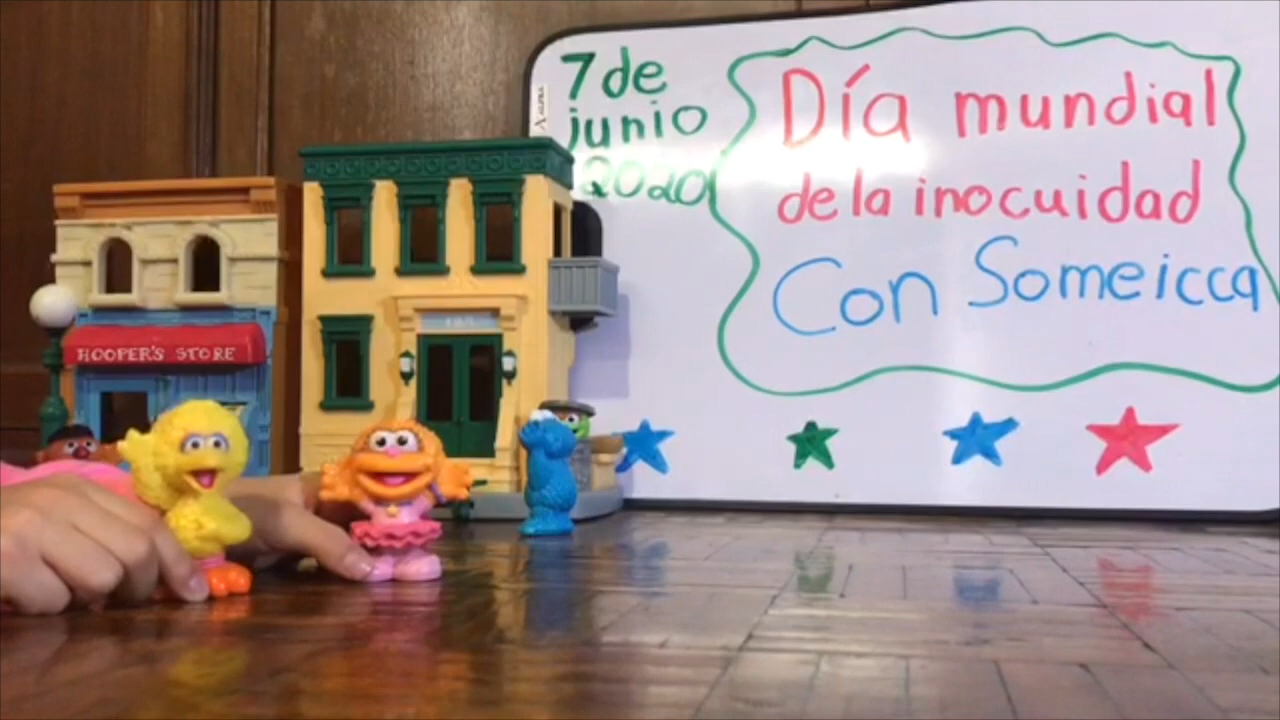 7 de
junio
2020
Día mundial
de la inocuidad
Con Someicca
HOOPER'S STORE